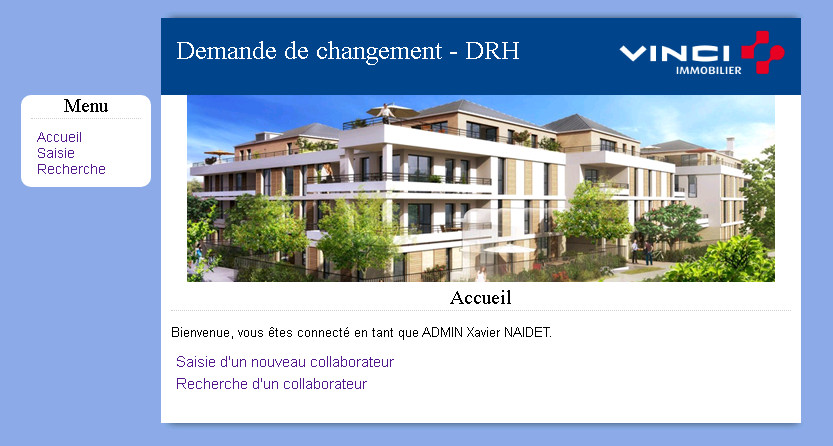 Demande de changement - DRH
VINCI
IMMOBILIER
Menu
Accueil
Saisie
Recherche
Accueil
Bienvenue, vous êtes connecté en tant que ADMIN Xavier NAIDET.
Saisie d'un nouveau collaborateur
Recherche d'un collaborateur